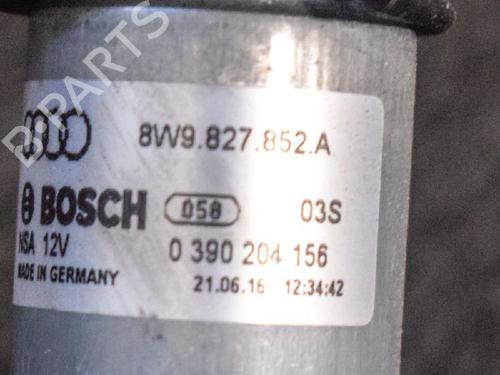 B-PARTS
8W9.827.852.A
BOSCH 058 03S
NSA 12V 0 390 204 156
MADE IN GERMANY 21.06.16 12:34:42